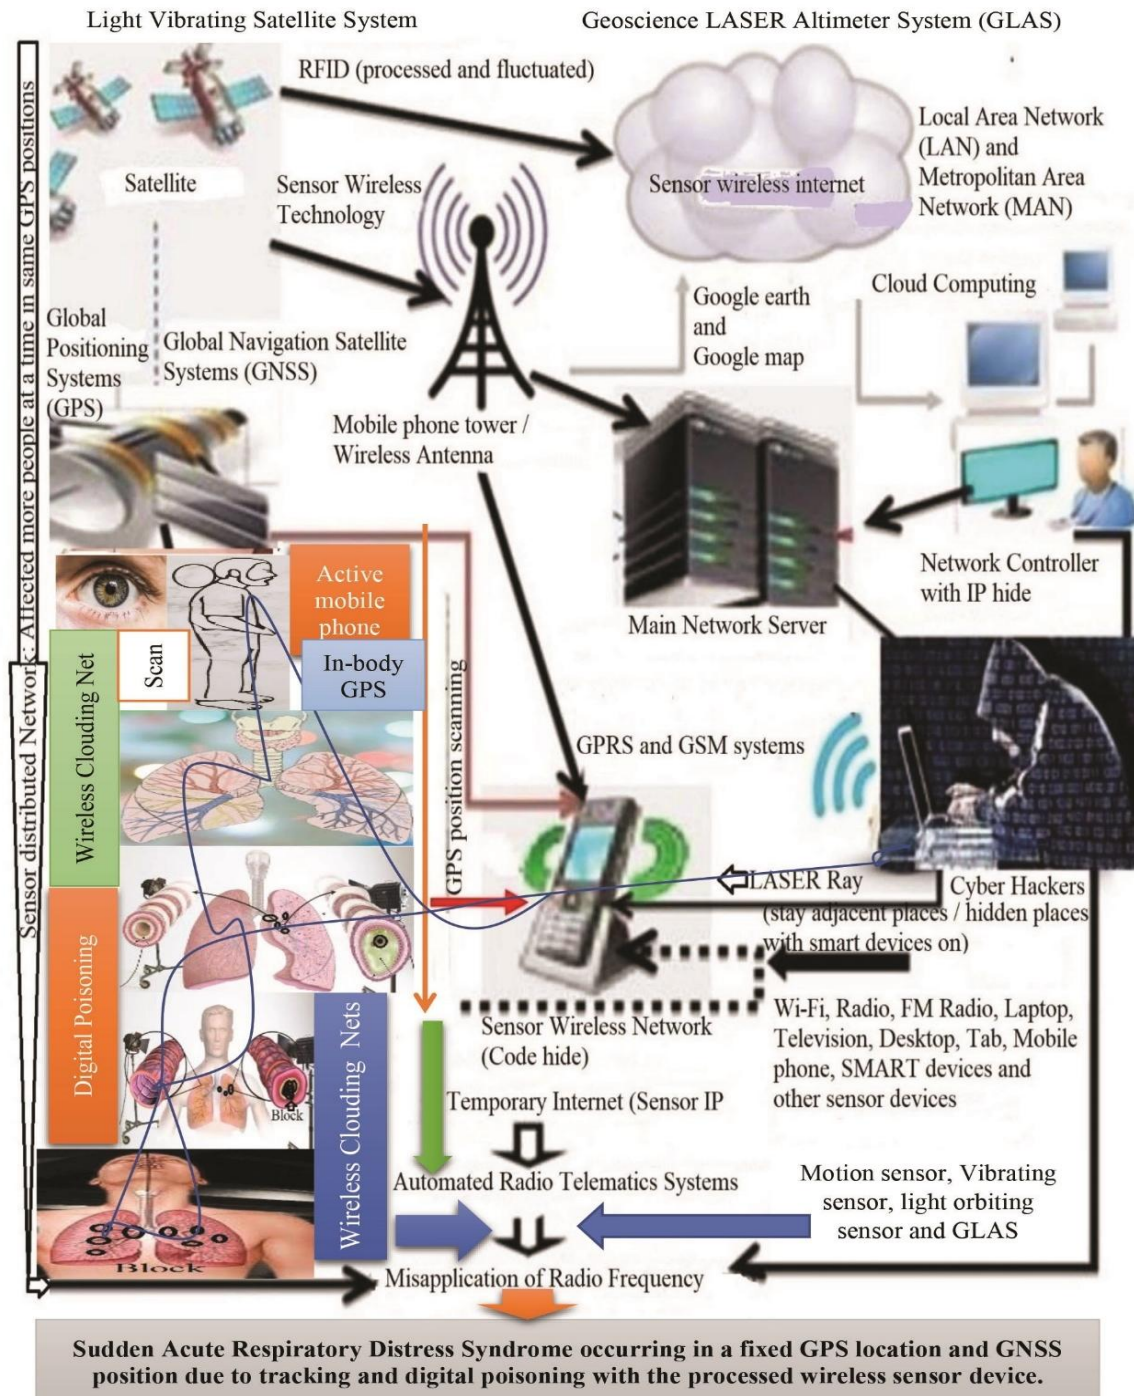 Light Vibrating Satellite System
Geoscience LASER Altimeter System (GLAS)
RFID (processed and fluctuated)
Satellite
Sensor Wireless
Technology
Sensor wireless internet
Local Area Network
(LAN) and
Metropolitan Area
Network (MAN)
Global
Positioning
Systems
(GPS)
Global Navigation Satellite
Systems (GNSS)
Google earth
and
Google map
Cloud Computing
Mobile phone tower /
Wireless Antenna
Network Controller
with IP hide
Main Network Server
Active
mobile
phone
In-body
GPS
Scan
Wireless Clouding Net
Digital Poisoning
Wireless Clouding Nets
GPS position scanning
Sensor distributed Network: Affected more people at a time in same GPS positions
GPRS and GSM systems
LASER Ray
Cyber Hackers
(stay adjacent places / hidden places
with smart devices on)
Sensor Wireless Network
(Code hide)
Wi-Fi, Radio, FM Radio, Laptop,
Television, Desktop, Tab, Mobile
phone, SMART devices and
other sensor devices
Block
Block
Temporary Internet (Sensor IP
Automated Radio Telematics Systems
Motion sensor, Vibrating
sensor, light orbiting
sensor and GLAS
Misapplication of Radio Frequency
Sudden Acute Respiratory Distress Syndrome occurring in a fixed GPS location and GNSS
position due to tracking and digital poisoning with the processed wireless sensor device.